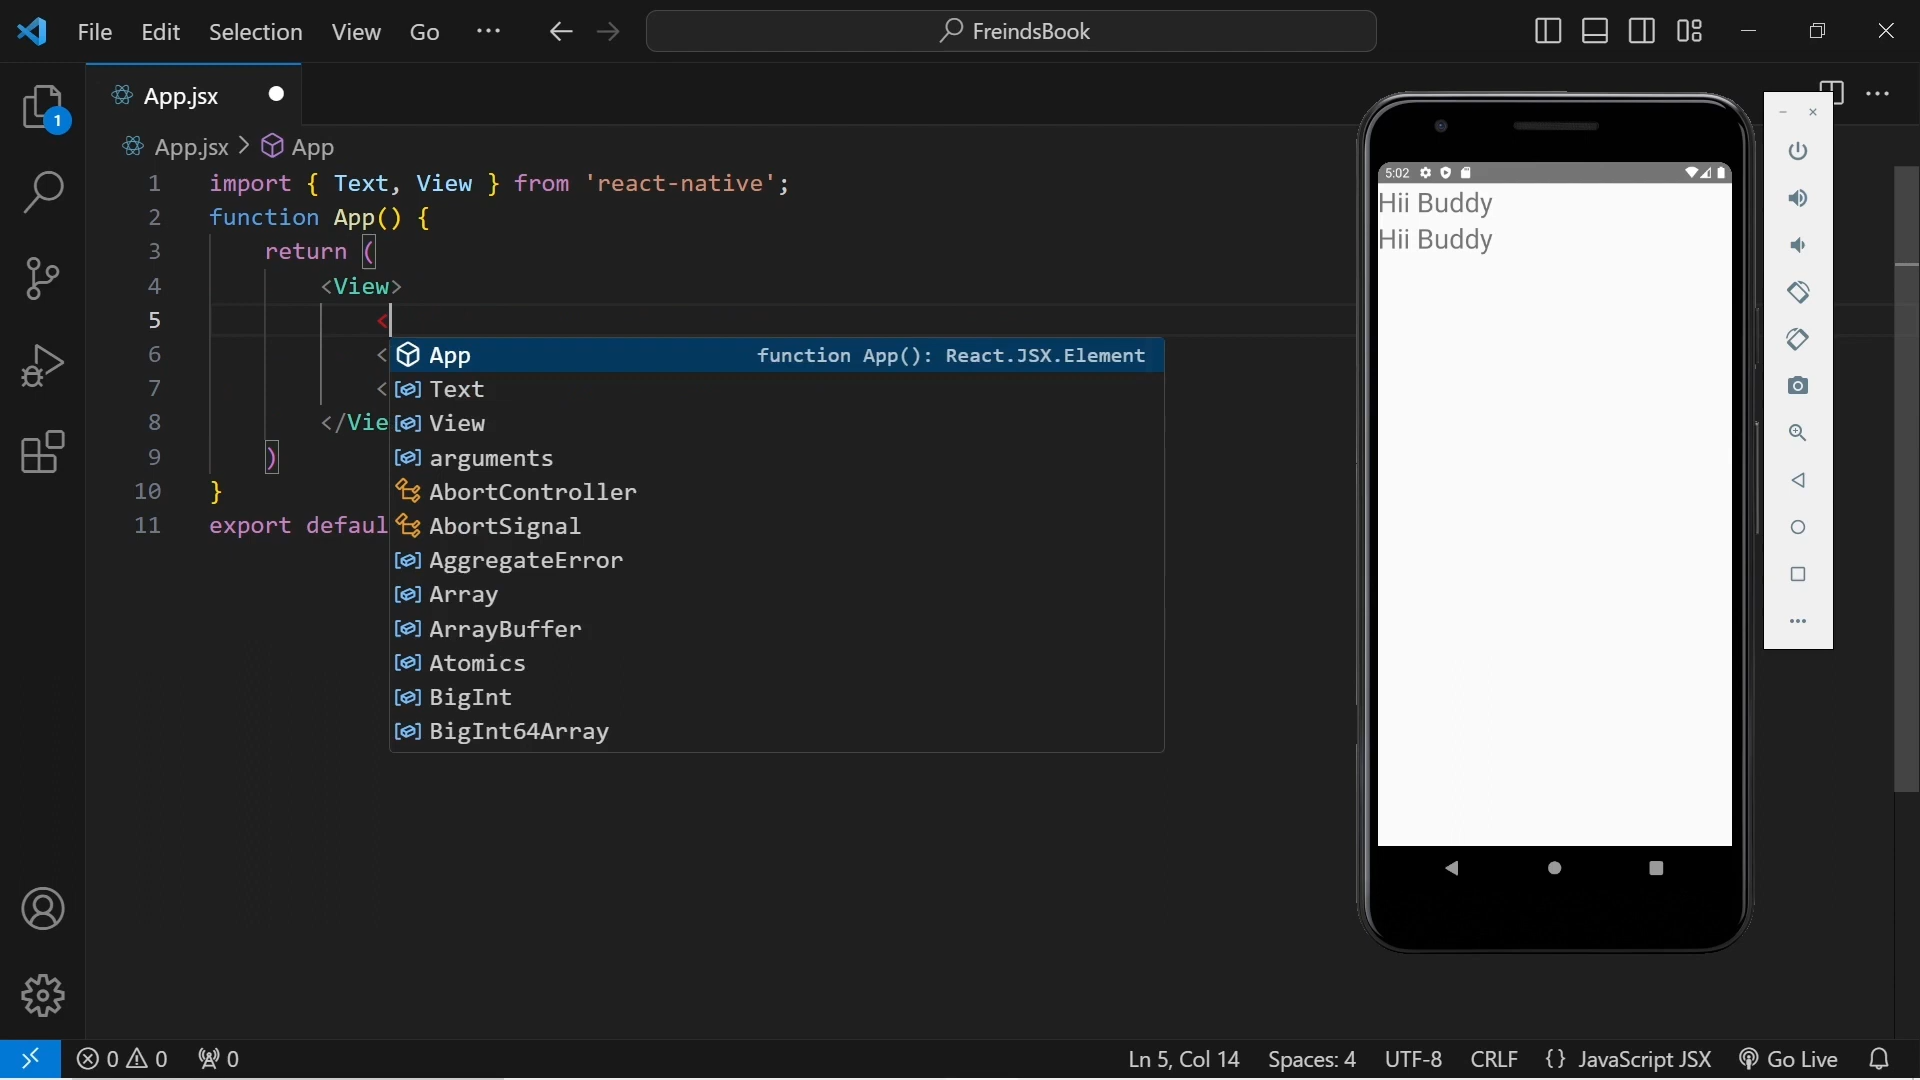 File Edit Selection View Go ··· FreindsBook
1
App.jsx
App.jsx > App
1 import { Text, View } from 'react-native';
2 function App() {
3 return (
4 <View>
5 <
6 <
7 <
8 </Vie
9 )
10 }
11 export defaul
App function App(): React.JSX.Element
Text
View
arguments
AbortController
AbortSignal
AggregateError
Array
ArrayBuffer
Atomics
BigInt
BigInt64Array
5:02
Hii Buddy
Hii Buddy
0 0 0 Ln 5, Col 14 Spaces: 4 UTF-8 CRLF {} JavaScript JSX Go Live